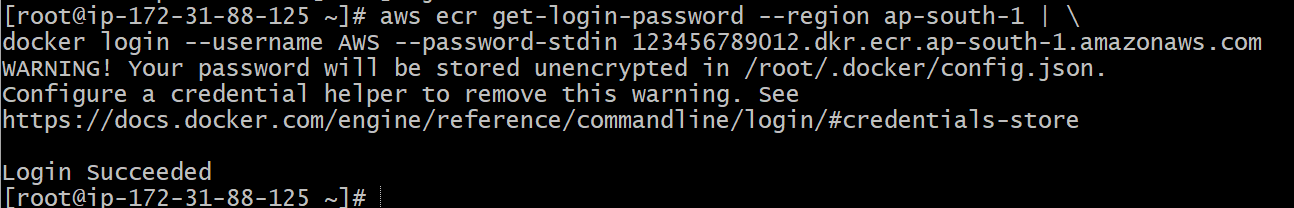 [root@ip-172-31-88-125 ~]# aws ecr get-login-password --region ap-south-1 | \
docker login --username AWS --password-stdin 123456789012.dkr.ecr.ap-south-1.amazonaws.com
WARNING! Your password will be stored unencrypted in /root/.docker/config.json.
Configure a credential helper to remove this warning. See
https://docs.docker.com/engine/reference/commandline/login/#credentials-store

Login Succeeded
[root@ip-172-31-88-125 ~]#